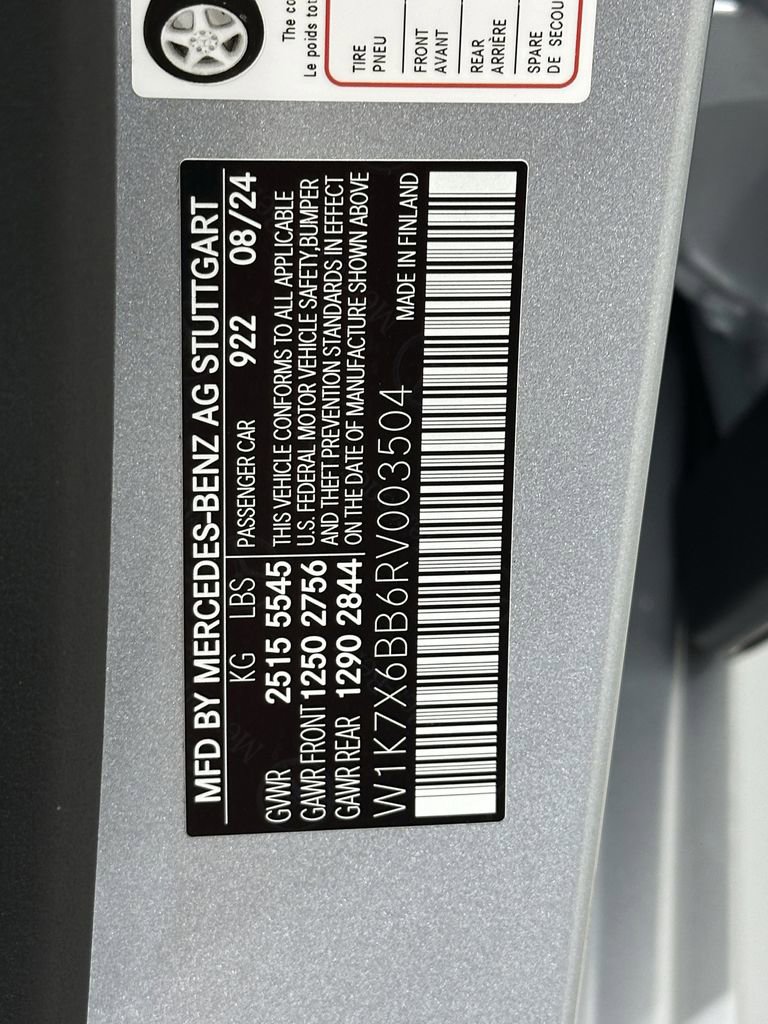 MFD BY MERCEDES-BENZ AG STUTTGART
KG LBS PASSENGER CAR 922 08/24
GVWR 2515 5545 THIS VEHICLE CONFORMS TO ALL APPLICABLE
GAWR FRONT 1250 2756 U.S. FEDERAL MOTOR VEHICLE SAFETY,BUMPER
AND THEFT PREVENTION STANDARDS IN EFFECT
GAWR REAR 1290 2844 ON THE DATE OF MANUFACTURE SHOWN ABOVE
W1K7X6BB6RV003504 MADE IN FINLAND
The
Le poids
TIRE
PNEU
FRONT
AVANT
REAR
ARRIÈRE
SPARE
DE